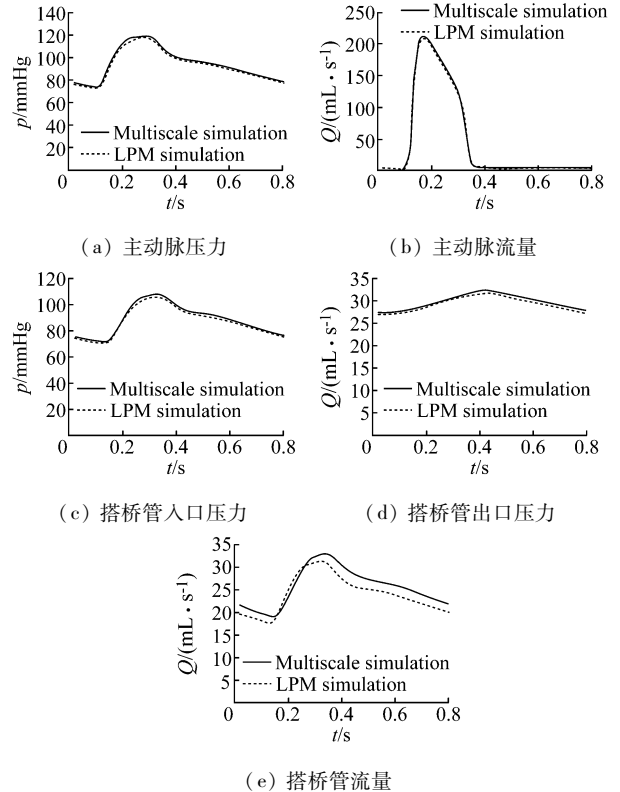 140
120
100
80
60
40
20
0
0.2
0.4
0.6
0.8
p/mmHg
t/s
Multiscale simulation
LPM simulation
(a) 主动脉压力
250
200
150
100
50
0
0.2
0.4
0.6
0.8
Q/(mL·s⁻¹)
t/s
Multiscale simulation
LPM simulation
(b) 主动脉流量
120
100
80
60
40
20
0
0.2
0.4
0.6
0.8
p/mmHg
t/s
Multiscale simulation
LPM simulation
(c) 搭桥管入口压力
35
30
25
20
15
10
5
0
0.2
0.4
0.6
0.8
Q/(mL·s⁻¹)
t/s
Multiscale simulation
LPM simulation
(d) 搭桥管出口压力
35
30
25
20
15
10
5
0
0.2
0.4
0.6
0.8
Q/(mL·s⁻¹)
t/s
Multiscale simulation
LPM simulation
(e) 搭桥管流量